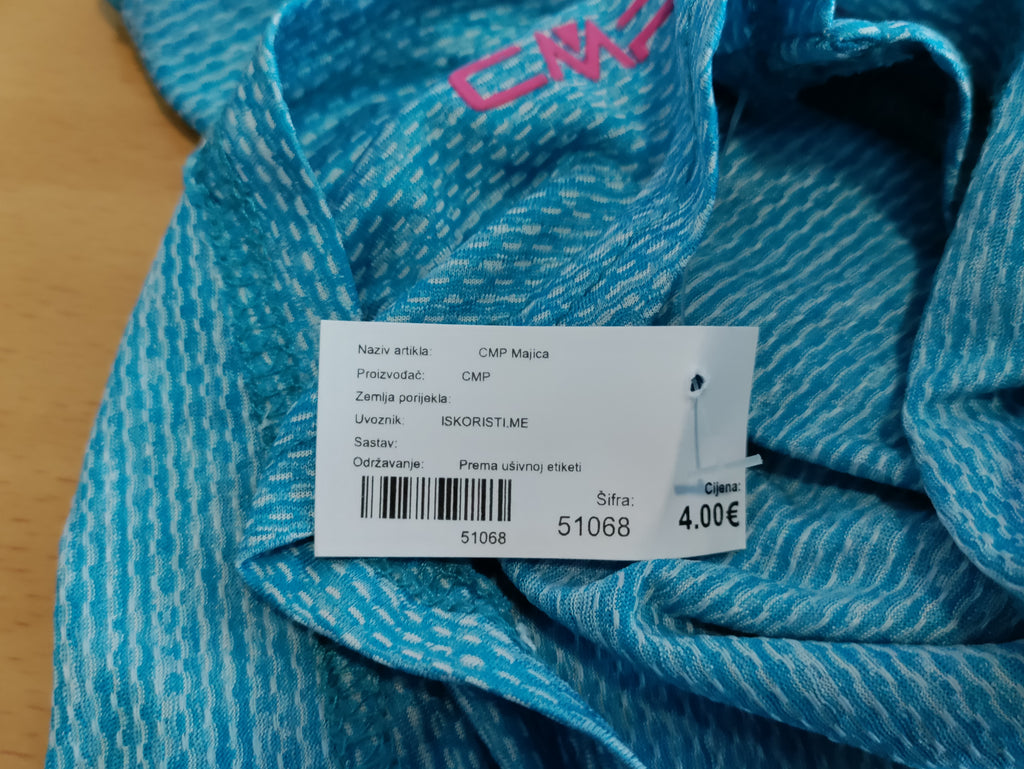 CMP
Naziv artikla: CMP Majica
Proizvođač: CMP
Zemlja porijekla:
Uvoznik: ISKORISTI.ME
Sastav:
Održavanje: Prema ušivnoj etiketi
Šifra:
Cijena:
51068
51068
4.00€